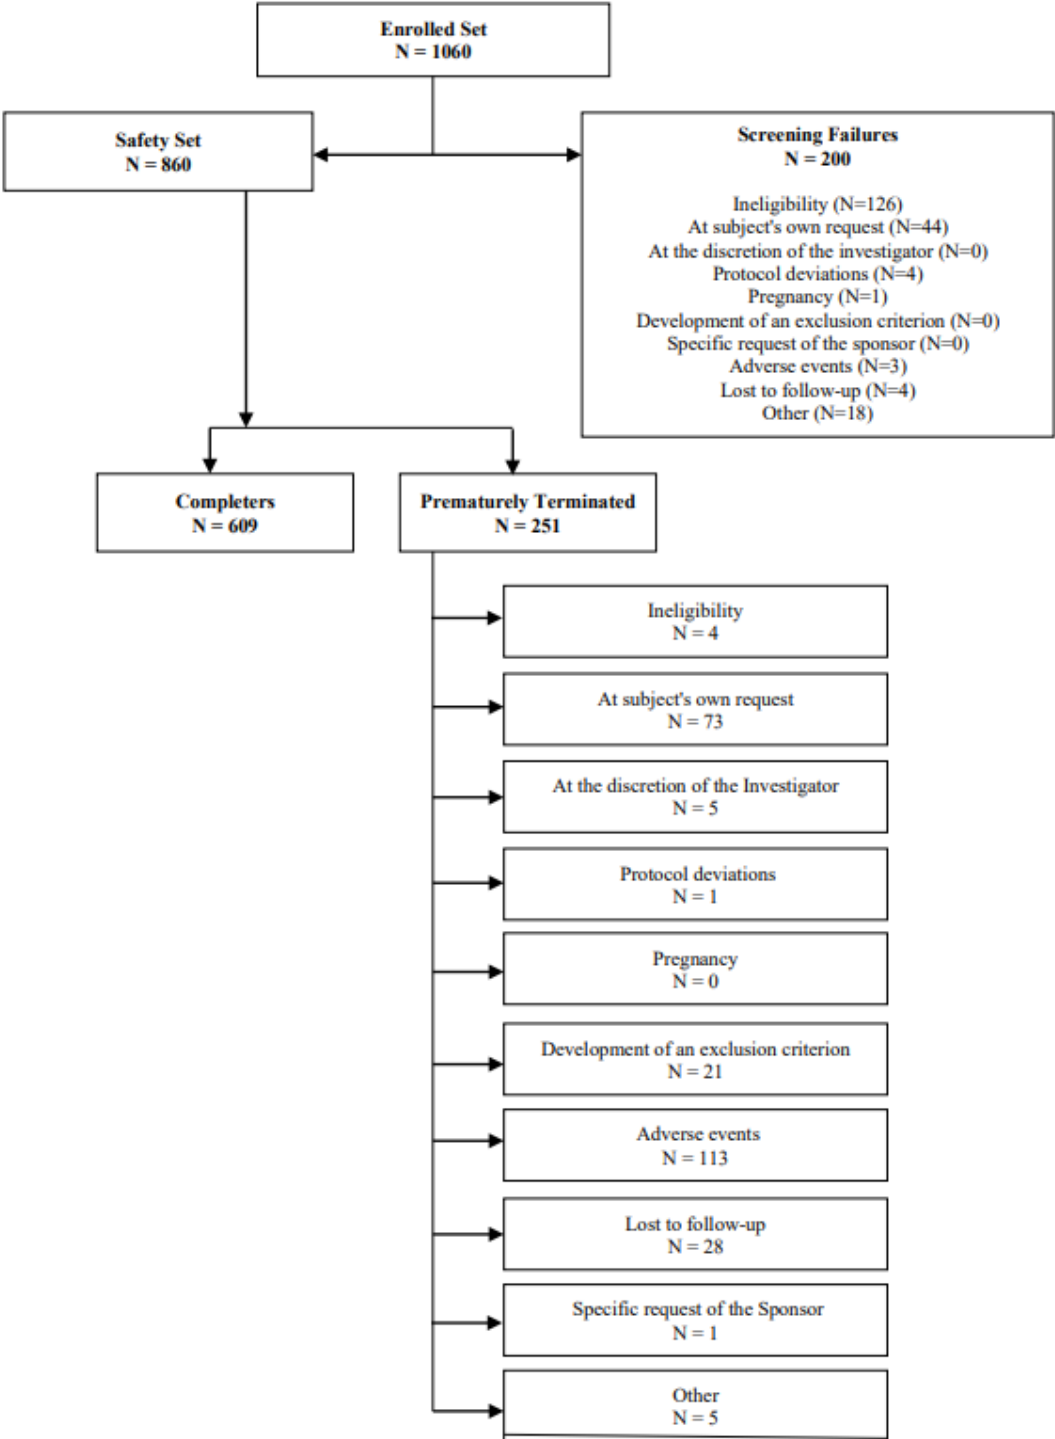 Enrolled Set
N = 1060
Safety Set
N = 860
Screening Failures
N = 200
Ineligibility (N=126)
At subject's own request (N=44)
At the discretion of the investigator (N=0)
Protocol deviations (N=4)
Pregnancy (N=1)
Development of an exclusion criterion (N=0)
Specific request of the sponsor (N=0)
Adverse events (N=3)
Lost to follow-up (N=4)
Other (N=18)
Completers
N = 609
Prematurely Terminated
N = 251
Ineligibility
N = 4
At subject's own request
N = 73
At the discretion of the Investigator
N = 5
Protocol deviations
N = 1
Pregnancy
N = 0
Development of an exclusion criterion
N = 21
Adverse events
N = 113
Lost to follow-up
N = 28
Specific request of the Sponsor
N = 1
Other
N = 5